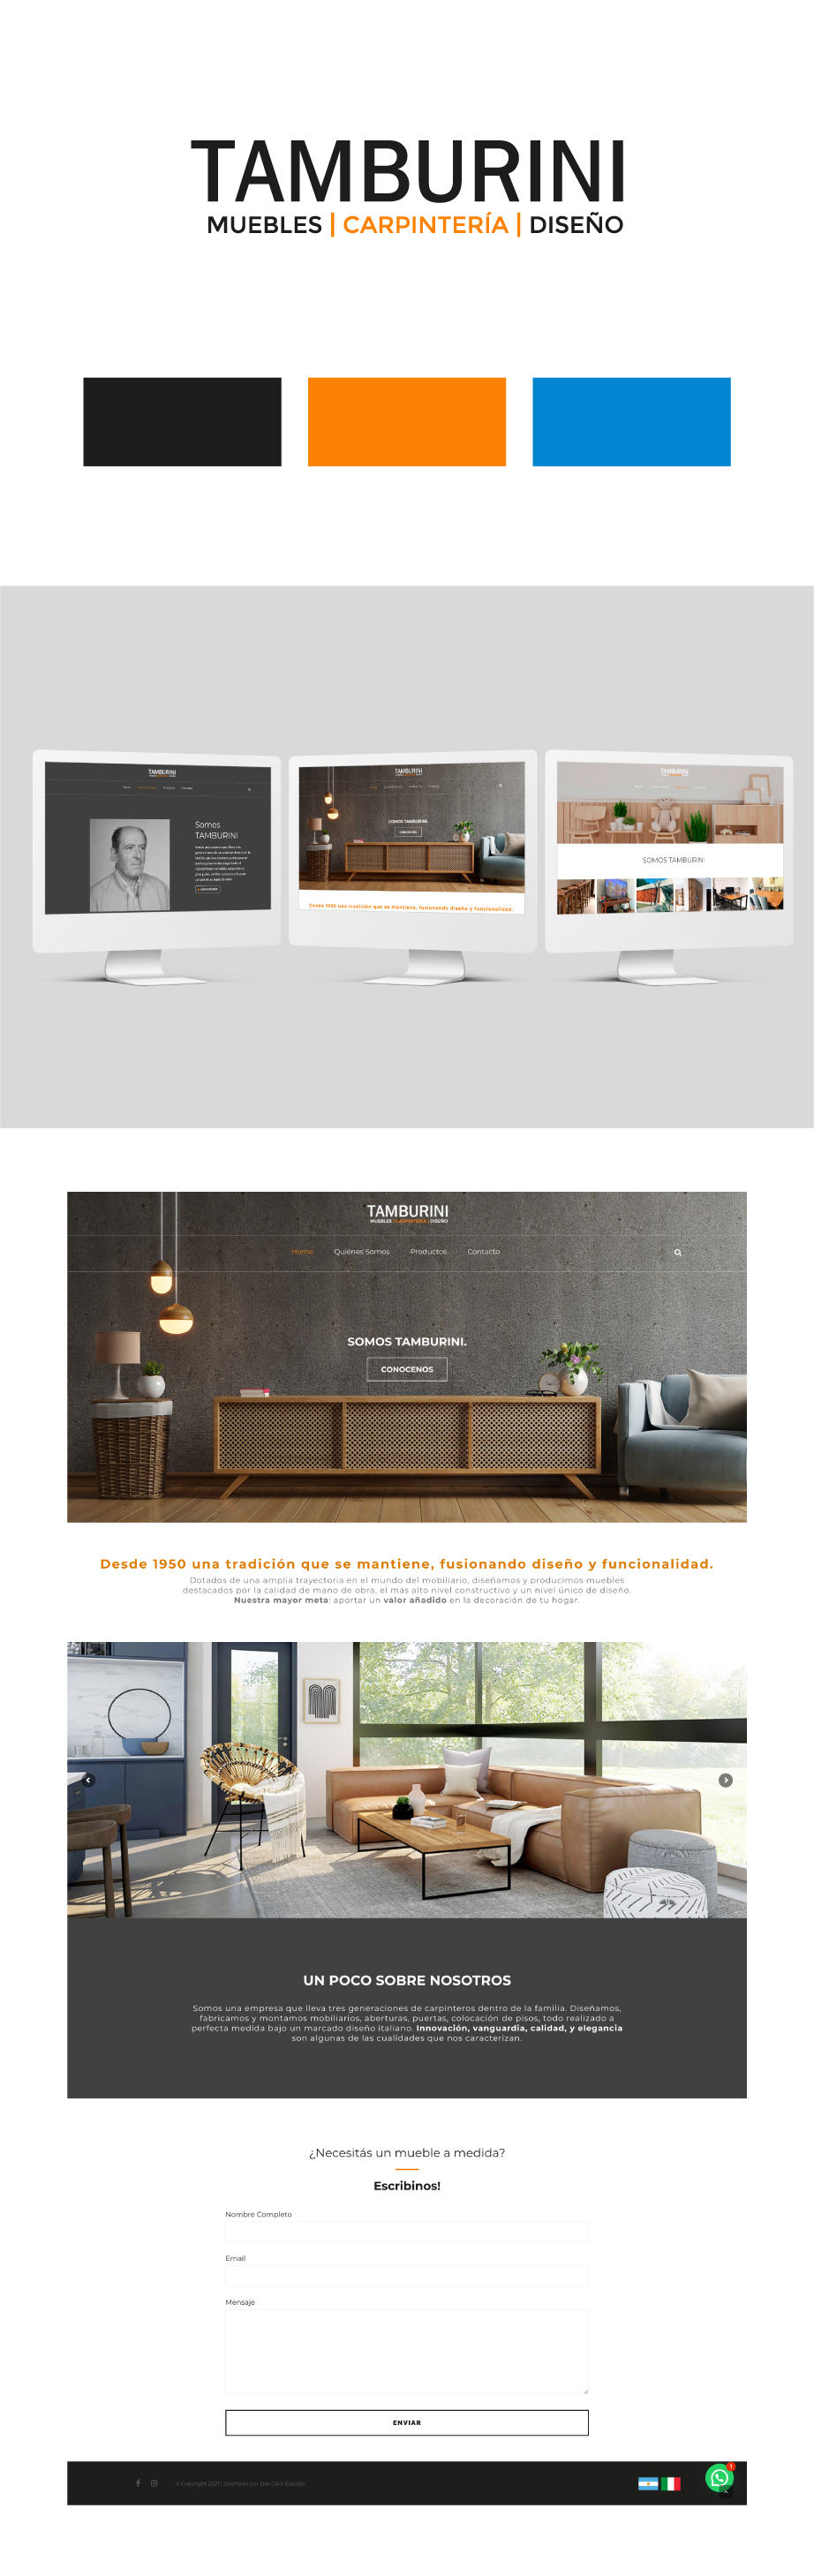 TAMBURINI
MUEBLES | CARPINTERÍA | DISEÑO
TAMBURINI
Somos
TAMBURINI
TAMBURINI
SOMOS TAMBURINI.
Desde 1950 una tradición que se mantiene, fusionando diseño y funcionalidad.
TAMBURINI
SOMOS TAMBURINI
TAMBURINI
MUEBLES | CARPINTERÍA | DISEÑO
Home Quiénes Somos Productos Contacto
SOMOS TAMBURINI.
CONOCENOS
Desde 1950 una tradición que se mantiene, fusionando diseño y funcionalidad.
Dotados de una amplia trayectoria en el mundo del mobiliario, diseñamos y producimos muebles
destacados por la calidad de mano de obra, el más alto nivel constructivo y un nivel único de diseño.
Nuestra mayor meta: aportar un valor añadido en la decoración de tu hogar.
UN POCO SOBRE NOSOTROS
Somos una empresa que lleva tres generaciones de carpinteros dentro de la familia. Diseñamos,
fabricamos y montamos mobiliarios, aberturas, puertas, colocación de pisos, todo realizado a
perfecta medida bajo un marcado diseño italiano. Innovación, vanguardia, calidad, y elegancia
son algunas de las cualidades que nos caracterizan.
¿Necesitás un mueble a medida?
Escribinos!
Nombre Completo
Email
Mensaje
ENVIAR
© Copyright 2021 | Diseñado por Dad Click Estudio
1